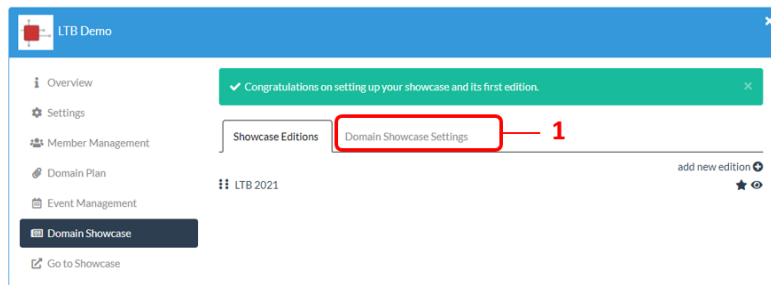 LTB Demo
Overview
Settings
Member Management
Domain Plan
Event Management
Domain Showcase
Go to Showcase
Congratulations on setting up your showcase and its first edition.
Showcase Editions
Domain Showcase Settings
1
add new edition
LTB 2021